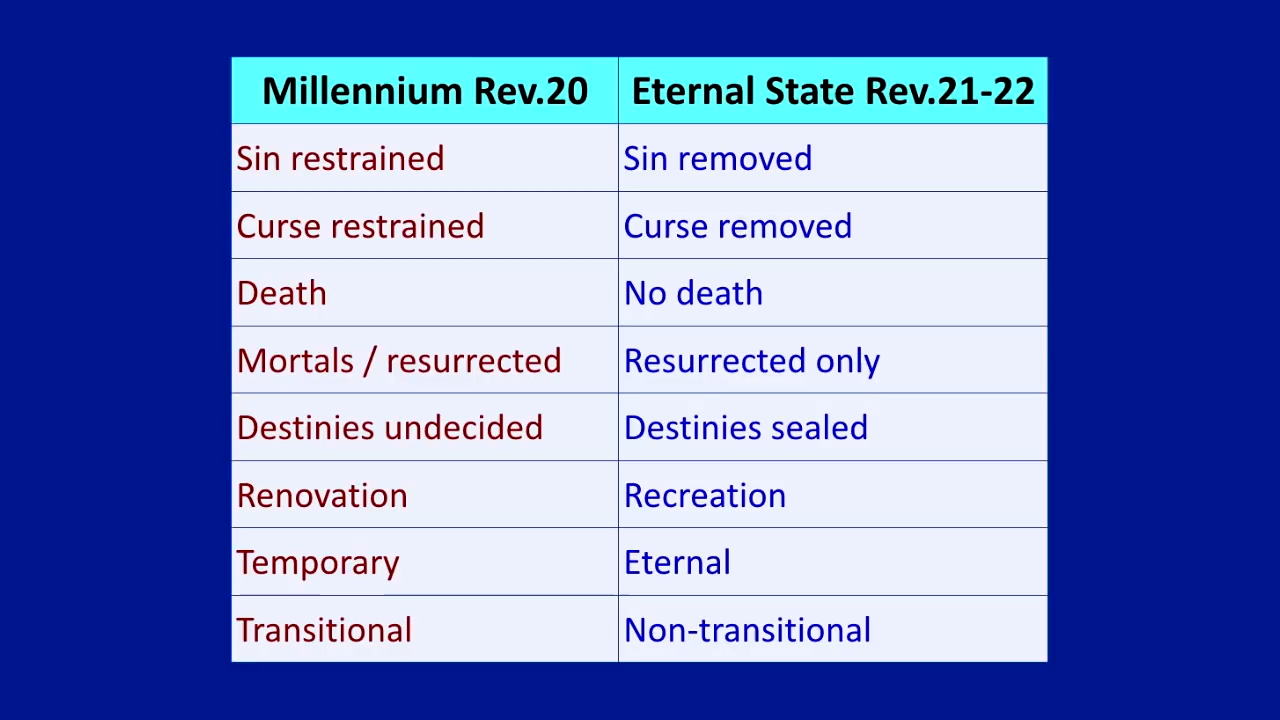 Millennium Rev.20 Eternal State Rev.21-22
Sin restrained Sin removed
Curse restrained Curse removed
Death No death
Mortals / resurrected Resurrected only
Destinies undecided Destinies sealed
Renovation Recreation
Temporary Eternal
Transitional Non-transitional